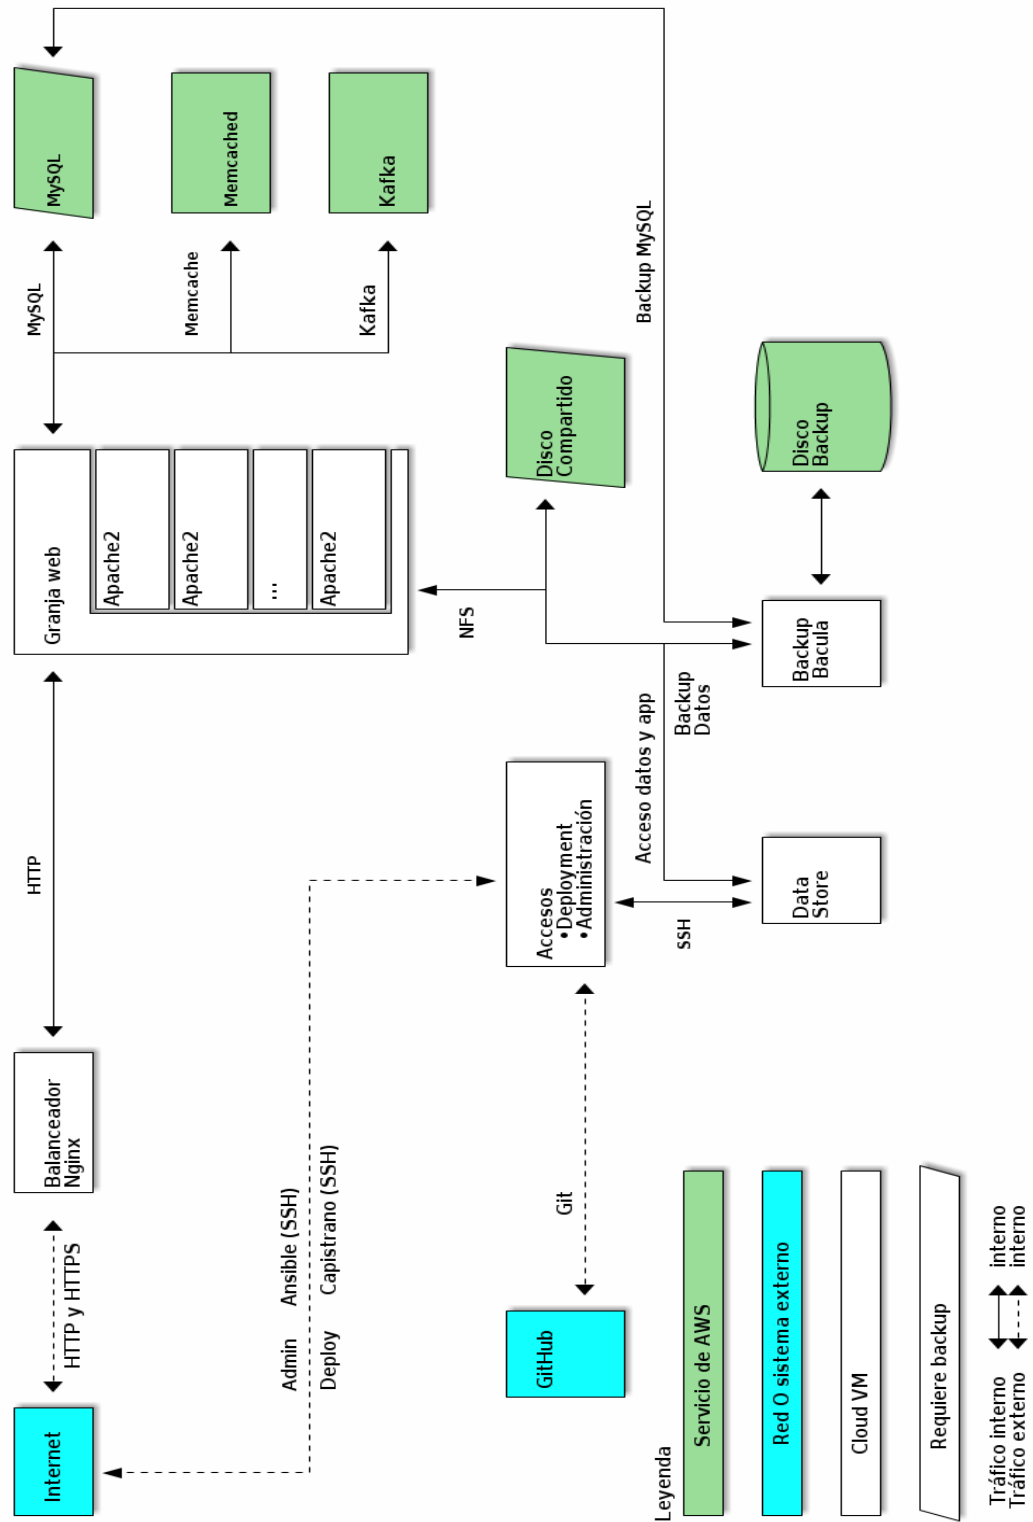 Internet
HTTP y HTTPS
Balanceador
Nginx
HTTP
Granja web
Apache2
Apache2
...
Apache2
MySQL
Memcache
Kafka
MySQL
Memcached
Kafka
Admin Ansible (SSH)
Deploy Capistrano (SSH)
NFS
GitHub
Git
Accesos
•Deployment
•Administración
Disco
Compartido
Backup MySQL
SSH
Acceso datos y app
Backup
Datos
Data
Store
Backup
Bacula
Disco
Backup
Leyenda
Servicio de AWS
Red O sistema externo
Cloud VM
Requiere backup
Tráfico interno interno
Tráfico externo interno